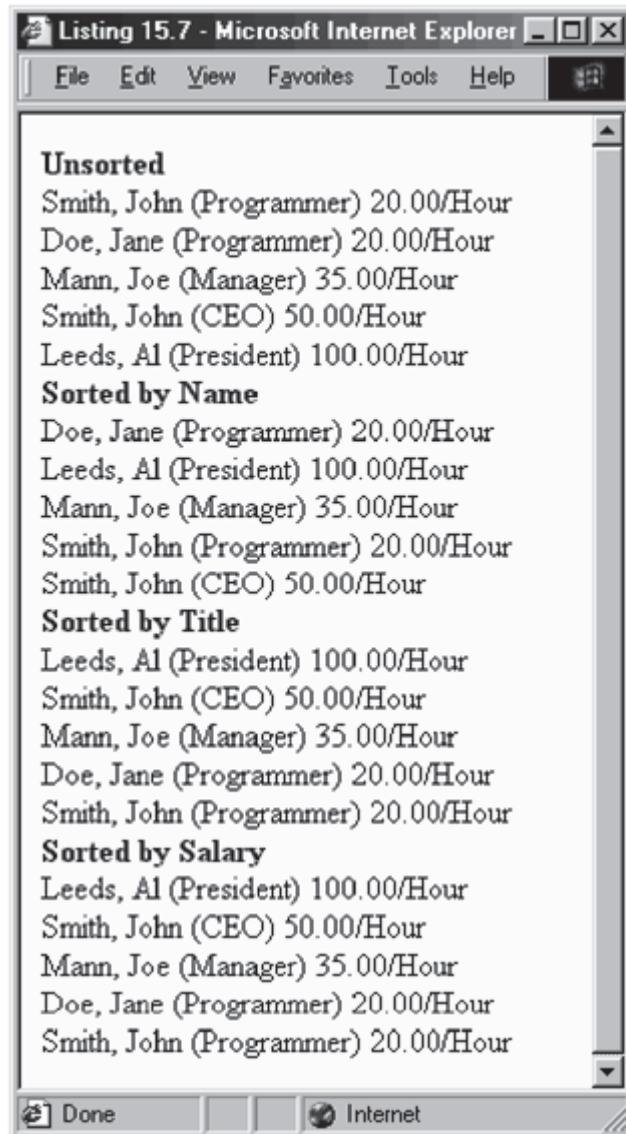 Listing 15.7 - Microsoft Internet Explorer
File Edit View Favorites Tools Help
Unsorted
Smith, John (Programmer) 20.00/Hour
Doe, Jane (Programmer) 20.00/Hour
Mann, Joe (Manager) 35.00/Hour
Smith, John (CEO) 50.00/Hour
Leeds, Al (President) 100.00/Hour
Sorted by Name
Doe, Jane (Programmer) 20.00/Hour
Leeds, Al (President) 100.00/Hour
Mann, Joe (Manager) 35.00/Hour
Smith, John (Programmer) 20.00/Hour
Smith, John (CEO) 50.00/Hour
Sorted by Title
Leeds, Al (President) 100.00/Hour
Smith, John (CEO) 50.00/Hour
Mann, Joe (Manager) 35.00/Hour
Doe, Jane (Programmer) 20.00/Hour
Smith, John (Programmer) 20.00/Hour
Sorted by Salary
Leeds, Al (President) 100.00/Hour
Smith, John (CEO) 50.00/Hour
Mann, Joe (Manager) 35.00/Hour
Doe, Jane (Programmer) 20.00/Hour
Smith, John (Programmer) 20.00/Hour
Done Internet